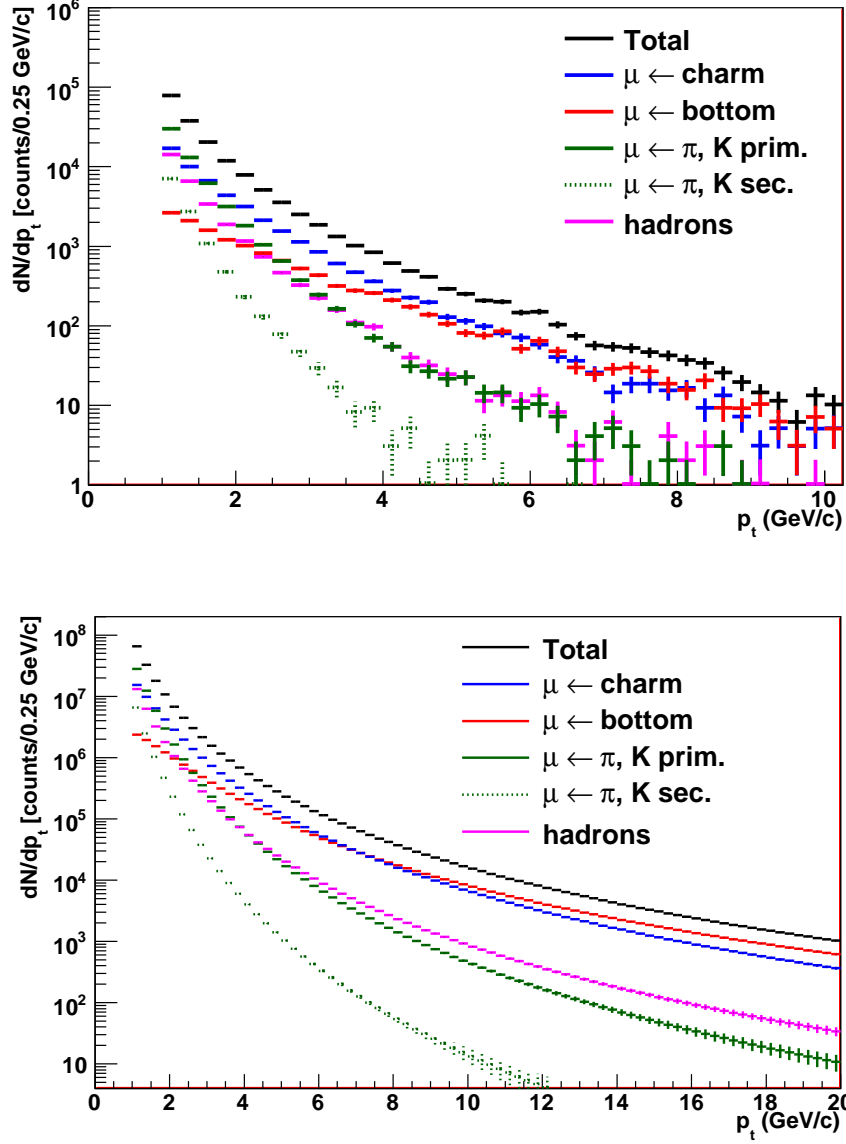 dN/dp_t [counts/0.25 GeV/c]
10^6
10^5
10^4
10^3
10^2
10
1
Total
μ ← charm
μ ← bottom
μ ← π, K prim.
μ ← π, K sec.
hadrons
0 2 4 6 8 10
p_t (GeV/c)
dN/dp_t [counts/0.25 GeV/c]
10^8
10^7
10^6
10^5
10^4
10^3
10^2
10
Total
μ ← charm
μ ← bottom
μ ← π, K prim.
μ ← π, K sec.
hadrons
0 2 4 6 8 10 12 14 16 18 20
p_t (GeV/c)